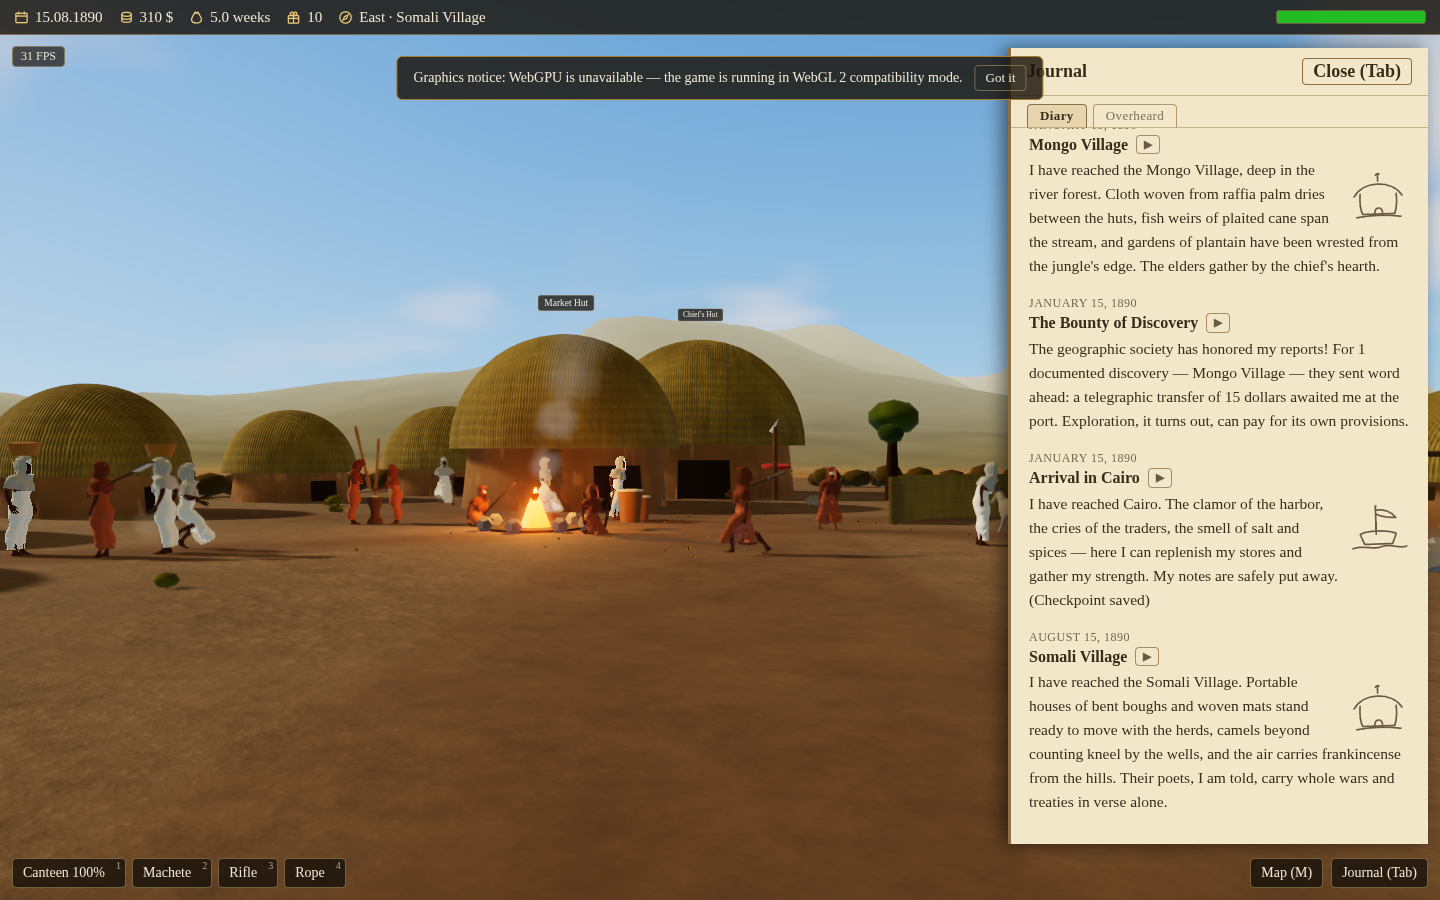 15.08.1890 310 $ 5.0 weeks 10 East · Somali Village
31 FPS
Graphics notice: WebGPU is unavailable — the game is running in WebGL 2 compatibility mode. Got it
Journal
Close (Tab)
Diary Overheard
Mongo Village
I have reached the Mongo Village, deep in the
river forest. Cloth woven from raffia palm dries
between the huts, fish weirs of plaited cane span
the stream, and gardens of plantain have been wrested from
the jungle's edge. The elders gather by the chief's hearth.
JANUARY 15, 1890
The Bounty of Discovery
The geographic society has honored my reports! For 1
documented discovery — Mongo Village — they sent word
ahead: a telegraphic transfer of 15 dollars awaited me at the
port. Exploration, it turns out, can pay for its own provisions.
JANUARY 15, 1890
Arrival in Cairo
I have reached Cairo. The clamor of the harbor,
the cries of the traders, the smell of salt and
spices — here I can replenish my stores and
gather my strength. My notes are safely put away.
(Checkpoint saved)
AUGUST 15, 1890
Somali Village
I have reached the Somali Village. Portable
houses of bent boughs and woven mats stand
ready to move with the herds, camels beyond
counting kneel by the wells, and the air carries frankincense
from the hills. Their poets, I am told, carry whole wars and
treaties in verse alone.
Market Hut
Chief's Hut
Canteen 100% 1
Machete 2
Rifle 3
Rope 4
Map (M)
Journal (Tab)